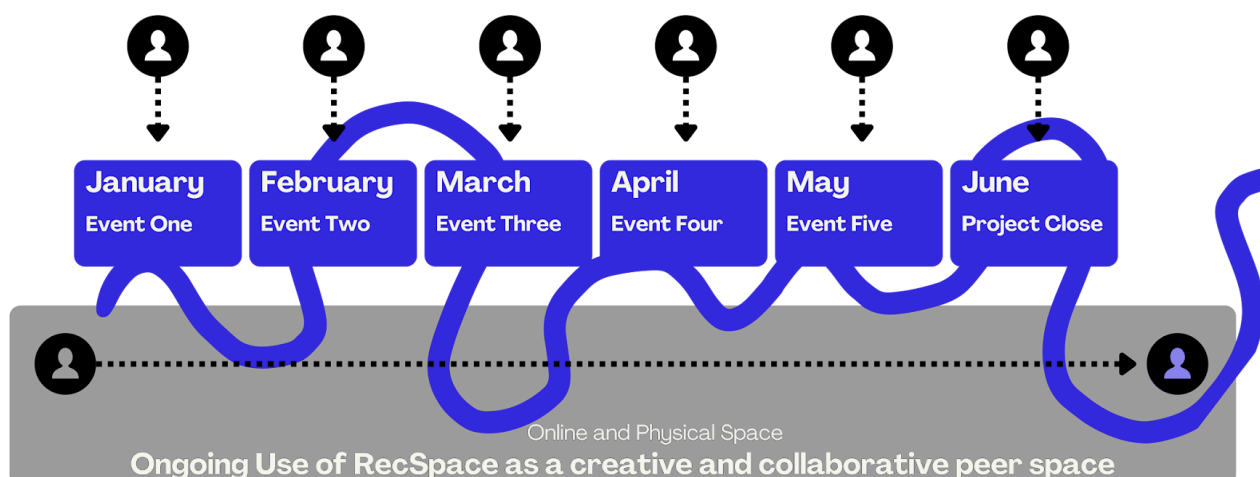 January
Event One
February
Event Two
March
Event Three
April
Event Four
May
Event Five
June
Project Close
Online and Physical Space
Ongoing Use of RecSpace as a creative and collaborative peer space